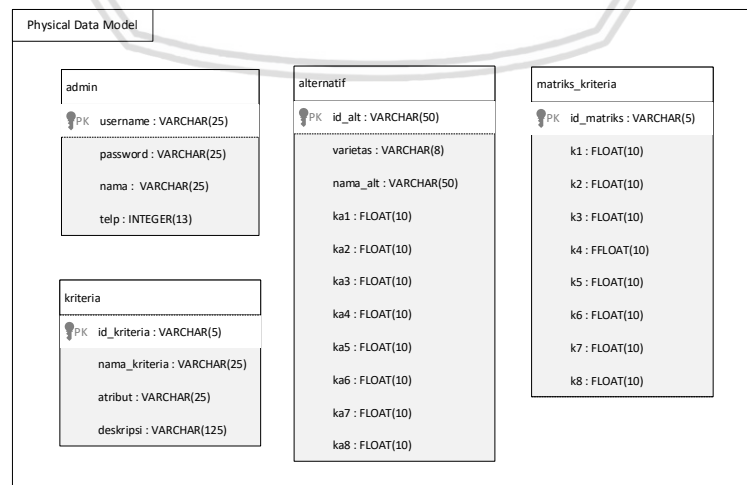 Physical Data Model
admin
PK username : VARCHAR(25)
password : VARCHAR(25)
nama : VARCHAR(25)
telp : INTEGER(13)
kriteria
PK id_kriteria : VARCHAR(5)
nama_kriteria : VARCHAR(25)
atribut : VARCHAR(25)
deskripsi : VARCHAR(125)
alternatif
PK id_alt : VARCHAR(50)
varietas : VARCHAR(8)
nama_alt : VARCHAR(50)
ka1 : FLOAT(10)
ka2 : FLOAT(10)
ka3 : FLOAT(10)
ka4 : FLOAT(10)
ka5 : FLOAT(10)
ka6 : FLOAT(10)
ka7 : FLOAT(10)
ka8 : FLOAT(10)
matriks_kriteria
PK id_matriks : VARCHAR(5)
k1 : FLOAT(10)
k2 : FLOAT(10)
k3 : FLOAT(10)
k4 : FFLOAT(10)
k5 : FLOAT(10)
k6 : FLOAT(10)
k7 : FLOAT(10)
k8 : FLOAT(10)